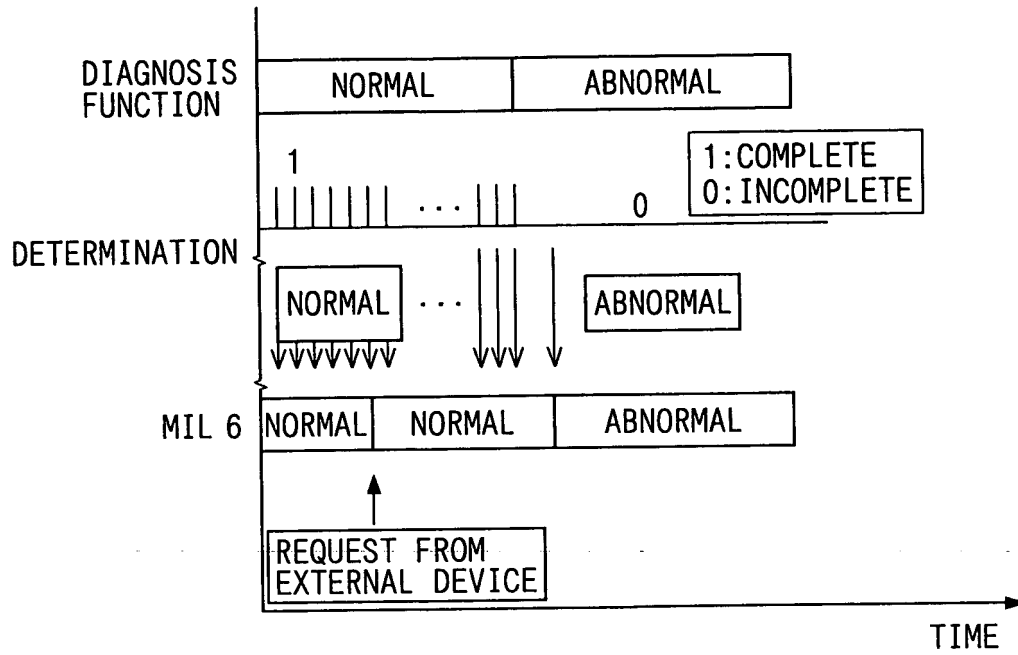 DIAGNOSIS
FUNCTION
NORMAL
ABNORMAL
1
1:COMPLETE
0:INCOMPLETE
...
0
DETERMINATION
NORMAL
...
ABNORMAL
MIL 6
NORMAL
NORMAL
ABNORMAL
REQUEST FROM
EXTERNAL DEVICE
TIME